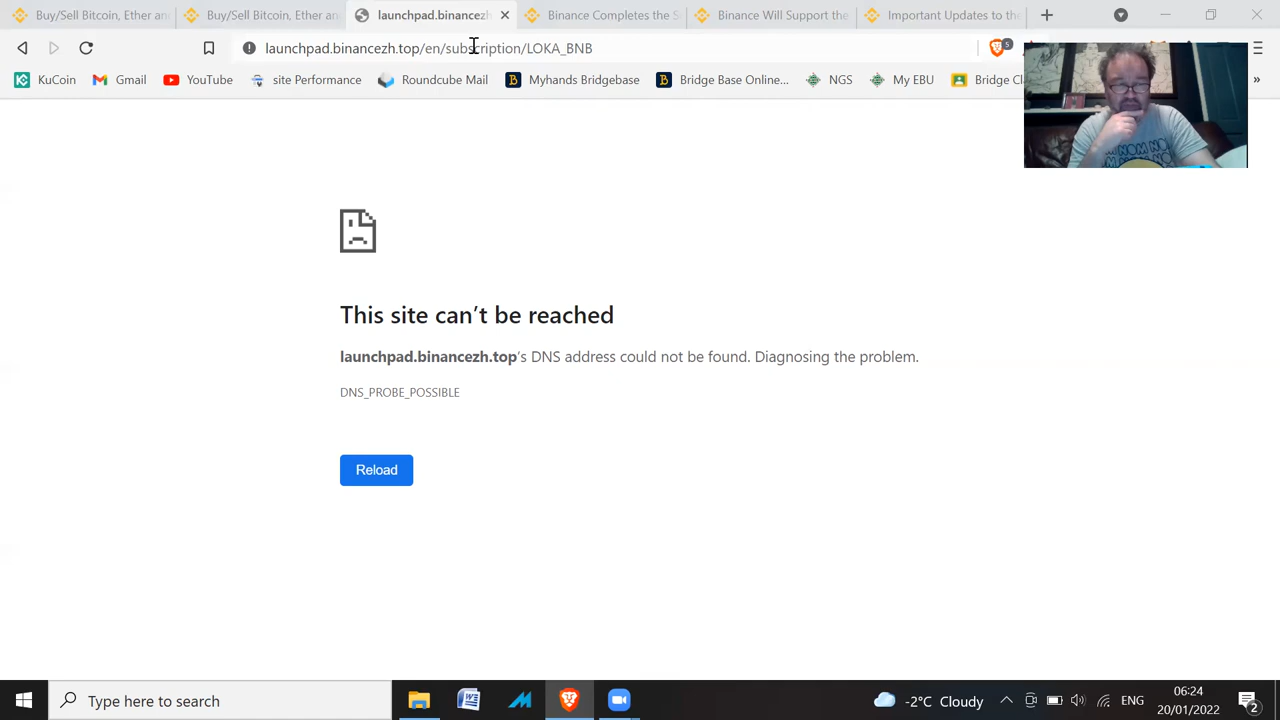 Buy/Sell Bitcoin, Ether an
Buy/Sell Bitcoin, Ether an
launchpad.binancezh
Binance Completes the S
Binance Will Support the
Important Updates to the
launchpad.binancezh.top/en/subscription/LOKA_BNB
5
KuCoin
Gmail
YouTube
site Performance
Roundcube Mail
Myhands Bridgebase
Bridge Base Online...
NGS
My EBU
Bridge Cl
»
NOM NO
This site can’t be reached
launchpad.binancezh.top’s DNS address could not be found. Diagnosing the problem.
DNS_PROBE_POSSIBLE
Reload
Type here to search
-2°C Cloudy
ENG
06:24
20/01/2022
2